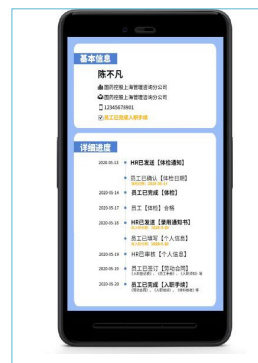 基本信息
陈不凡
国药控股上海管理咨询分公司
国药控股上海管理咨询分公司
12345678901
员工已完成入职手续
详细进度
2020-05-13 HR已发送【体检通知】
员工已确认【体检日期】
2020-05-14 员工已完成【体检】
2020-05-17 员工【体检】合格
2020-05-18 HR已发送【录用通知书】
员工已填写【个人信息】
2020-05-19 HR已审核【个人信息】
2020-05-19 员工已签订【劳动合同】
2020-05-20 员工已完成【入职手续】